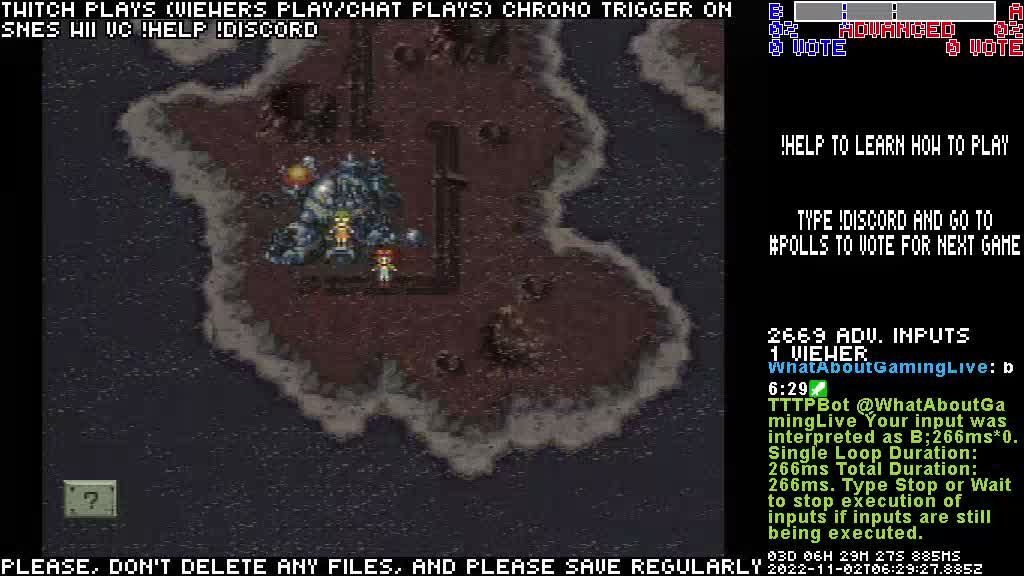 TWITCH PLAYS (VIEWERS PLAY/CHAT PLAYS) CHRONO TRIGGER ON
SNES WII VC !HELP !DISCORD
B A
0% ADVANCED 0%
0 VOTE 0 VOTE
!HELP TO LEARN HOW TO PLAY
TYPE !DISCORD AND GO TO
#POLLS TO VOTE FOR NEXT GAME
2669 ADV. INPUTS
1 VIEWER
WhatAboutGamingLive: b
6:29
TTTPBot @WhatAboutGa
mingLive Your input was
interpreted as B;266ms*0.
Single Loop Duration:
266ms Total Duration:
266ms. Type Stop or Wait
to stop execution of
inputs if inputs are still
being executed.
?
PLEASE, DON'T DELETE ANY FILES, AND PLEASE SAVE REGULARLY
03D 06H 29M 27S 885MS
2022-11-02T06:29:27.885Z